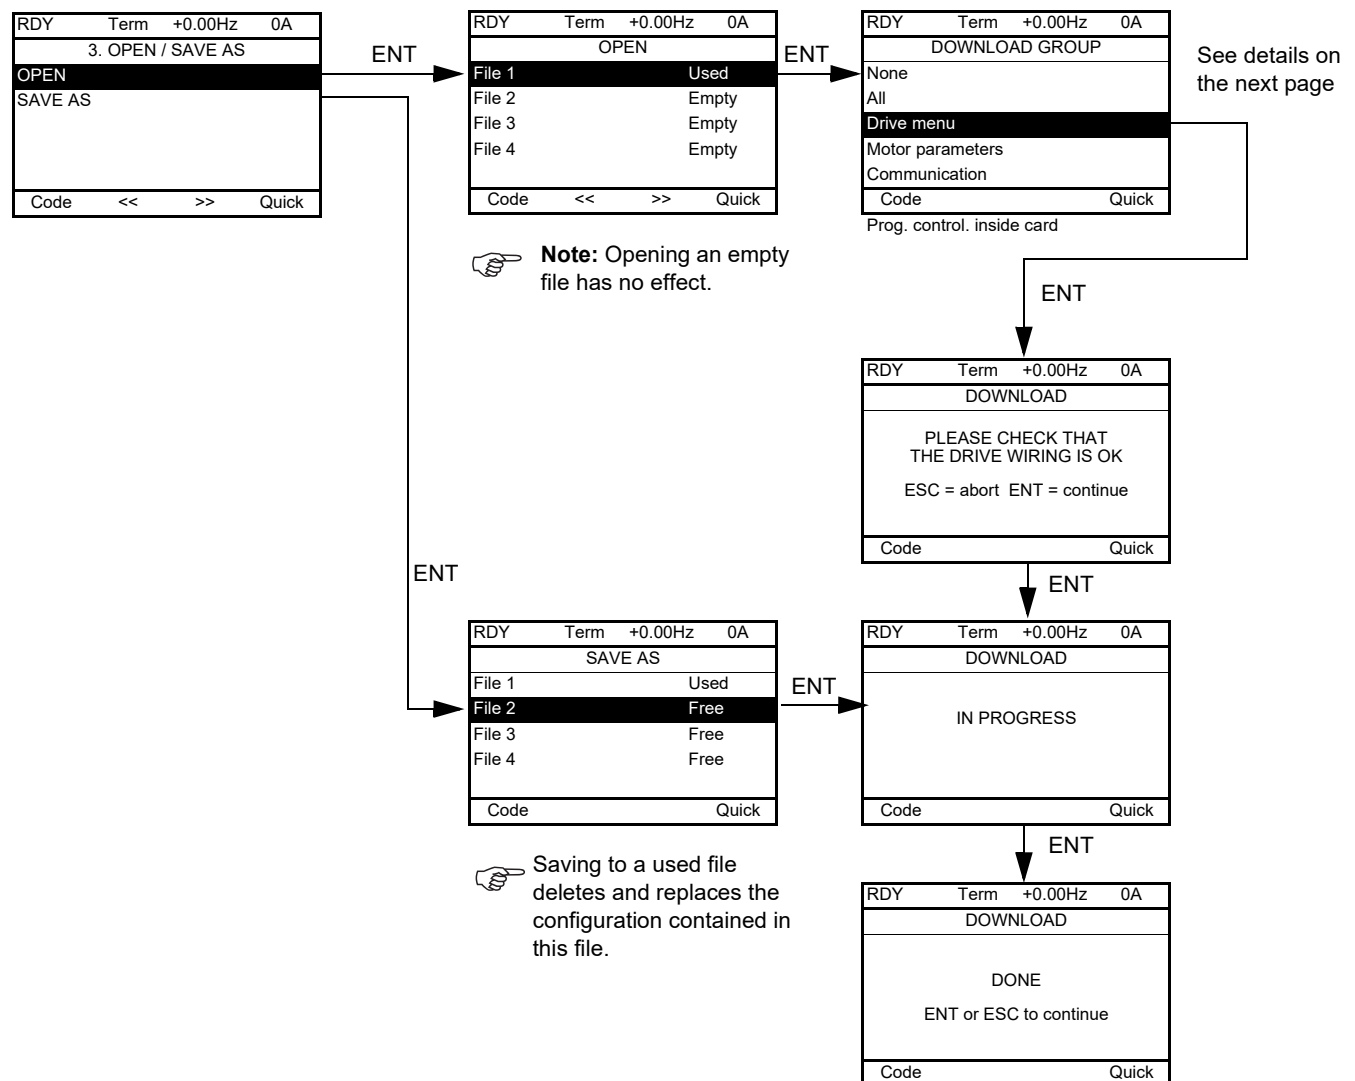 RDY Term +0.00Hz 0A
3. OPEN / SAVE AS
OPEN
SAVE AS
Code << >> Quick
ENT
RDY Term +0.00Hz 0A
OPEN
File 1 Used
File 2 Empty
File 3 Empty
File 4 Empty
Code << >> Quick
Note: Opening an empty
file has no effect.
ENT
RDY Term +0.00Hz 0A
DOWNLOAD GROUP
None
All
Drive menu
Motor parameters
Communication
Code Quick
Prog. control. inside card
See details on
the next page
ENT
RDY Term +0.00Hz 0A
DOWNLOAD
PLEASE CHECK THAT
THE DRIVE WIRING IS OK
ESC = abort ENT = continue
Code Quick
ENT
ENT
RDY Term +0.00Hz 0A
SAVE AS
File 1 Used
File 2 Free
File 3 Free
File 4 Free
Code Quick
Saving to a used file
deletes and replaces the
configuration contained in
this file.
ENT
RDY Term +0.00Hz 0A
DOWNLOAD
IN PROGRESS
Code Quick
ENT
RDY Term +0.00Hz 0A
DOWNLOAD
DONE
ENT or ESC to continue
Code Quick